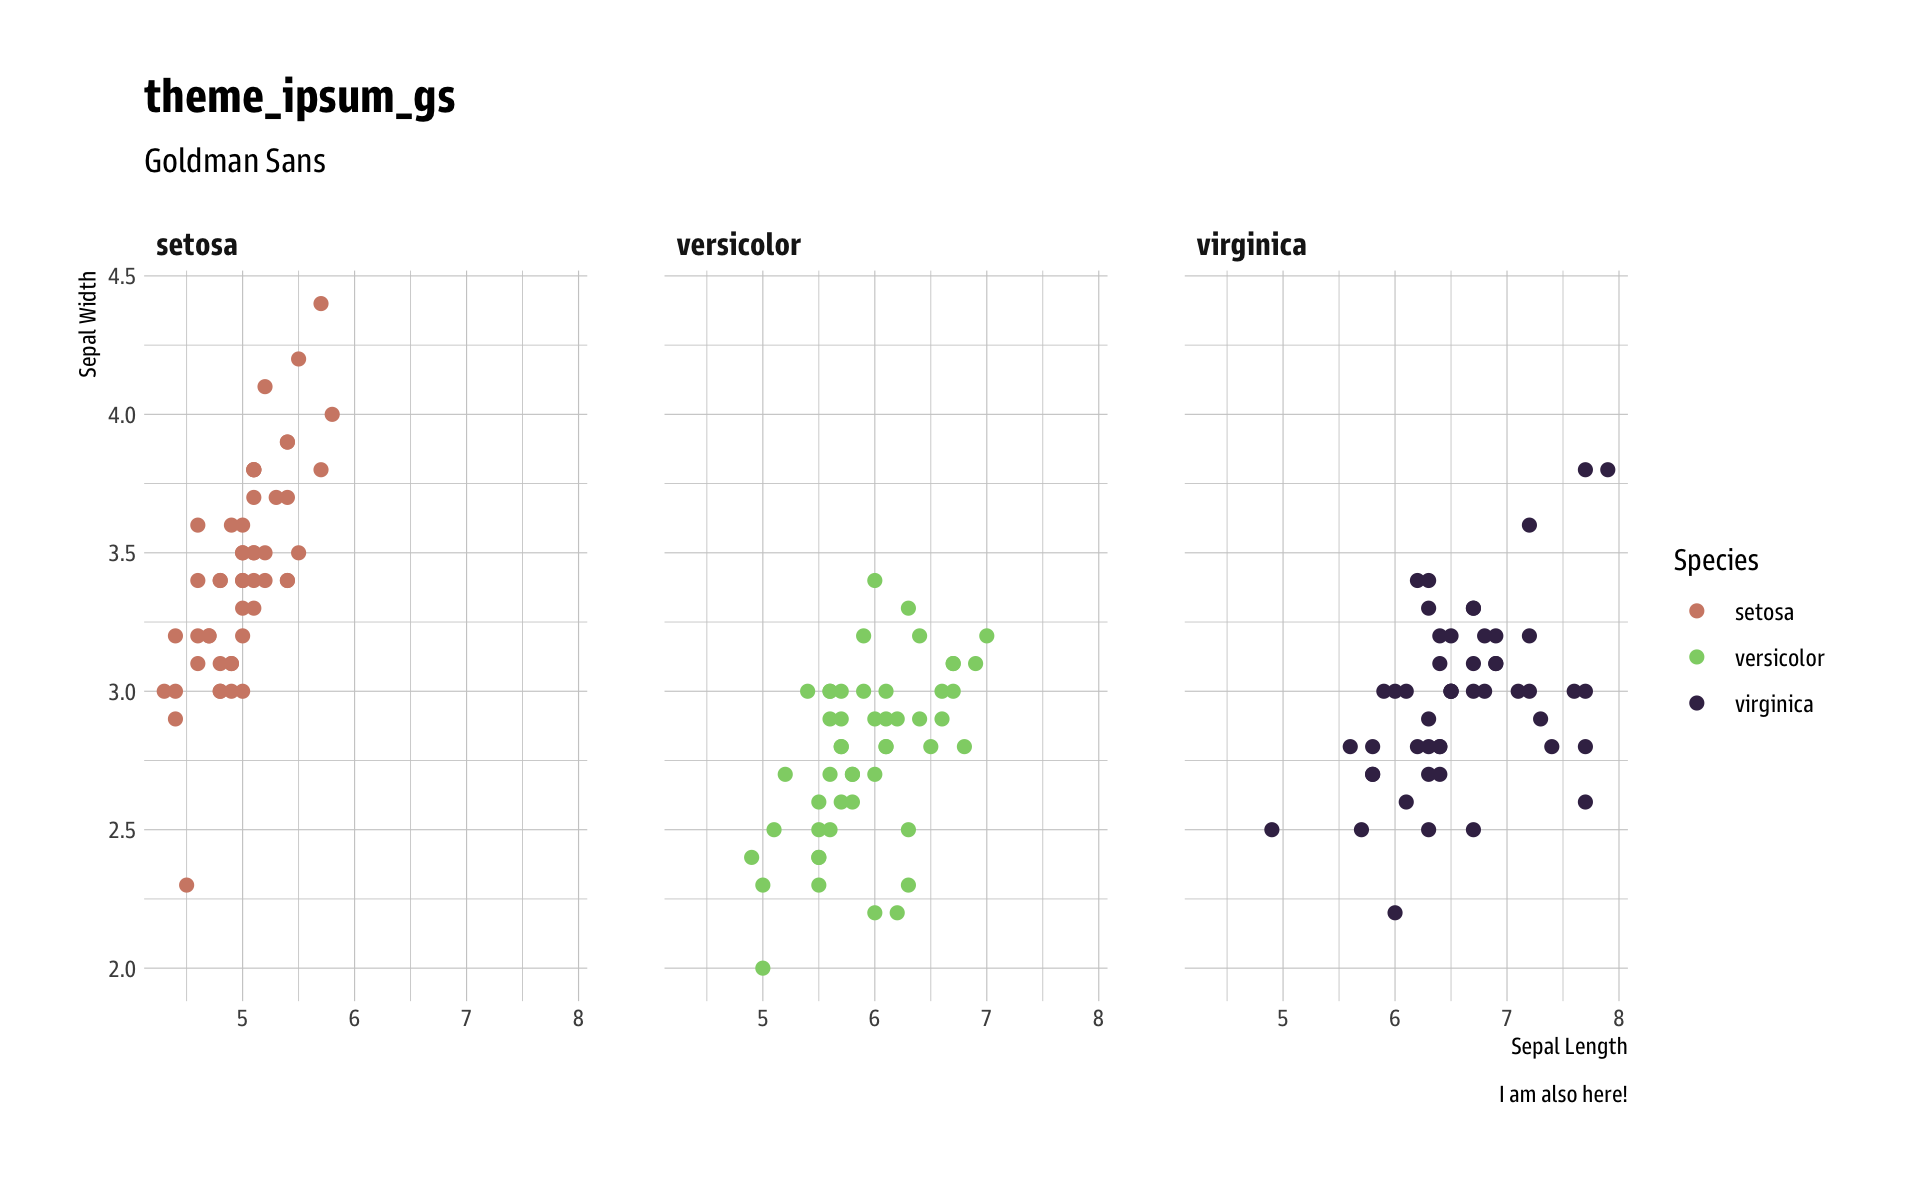 theme_ipsum_gs
Goldman Sans
setosa
versicolor
virginica
Sepal Width
4.5
4.0
3.5
3.0
2.5
2.0
5 6 7 8
5 6 7 8
5 6 7 8
Sepal Length
I am also here!
Species
setosa
versicolor
virginica